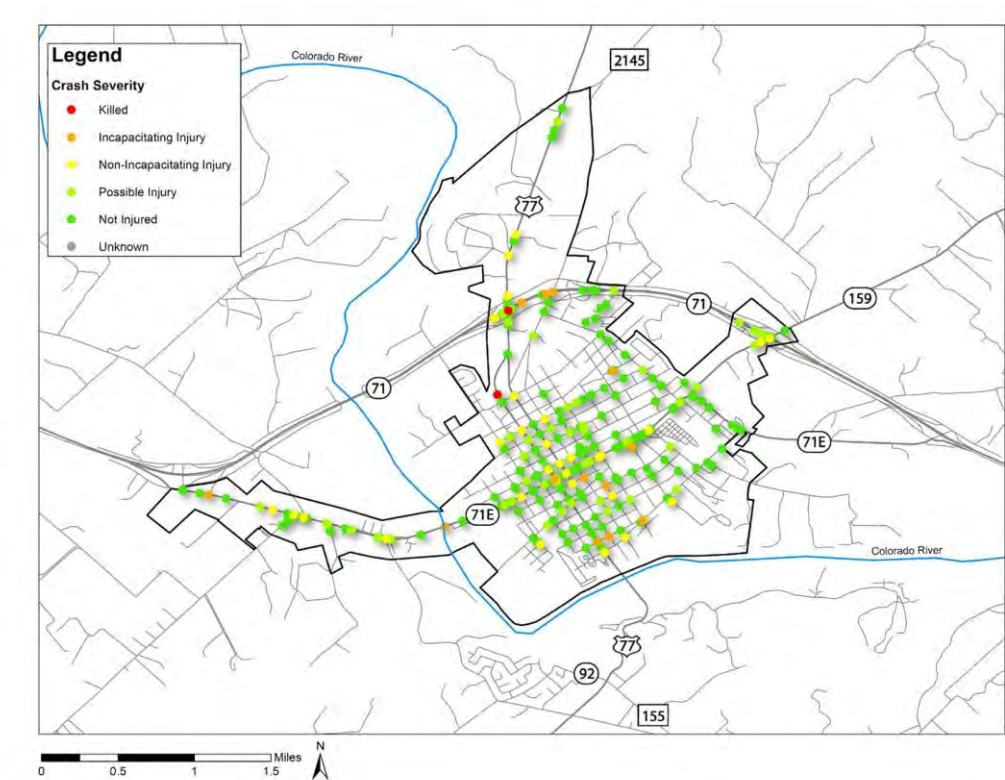 Legend
Crash Severity
Killed
Incapacitating Injury
Non-Incapacitating Injury
Possible Injury
Not Injured
Unknown
Colorado River
2145
77
71
159
71
71E
71E
Colorado River
77
92
155
0 0.5 1 1.5 Miles
N